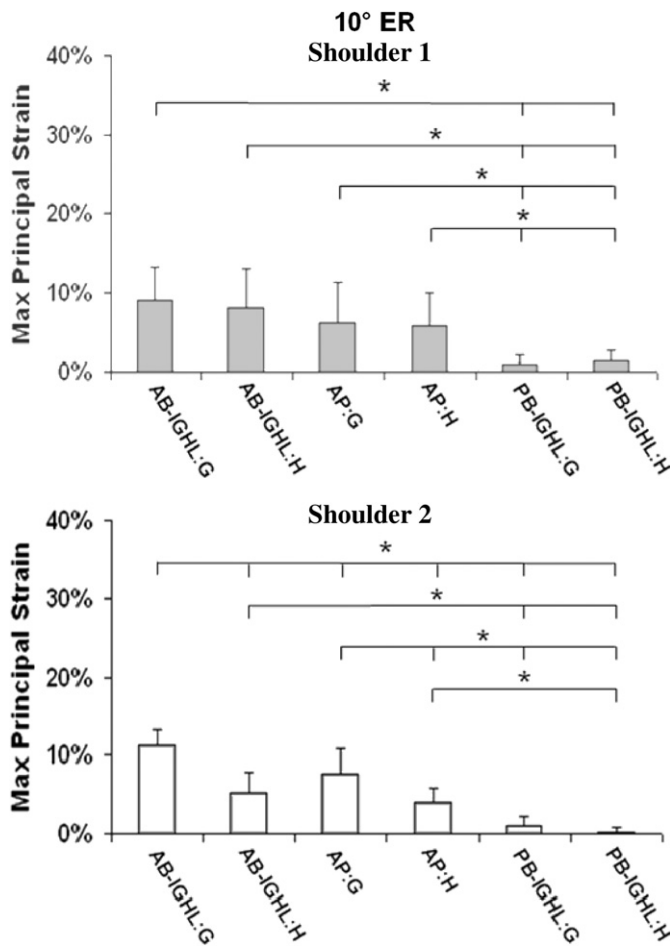 10° ER
Shoulder 1
Max Principal Strain
40%
30%
20%
10%
0%
*
*
*
*
AB-IGHL:G
AB-IGHL:H
AP:G
AP:H
PB-IGHL:G
PB-IGHL:H
Shoulder 2
Max Principal Strain
40%
30%
20%
10%
0%
*
*
*
*
AB-IGHL:G
AB-IGHL:H
AP:G
AP:H
PB-IGHL:G
PB-IGHL:H